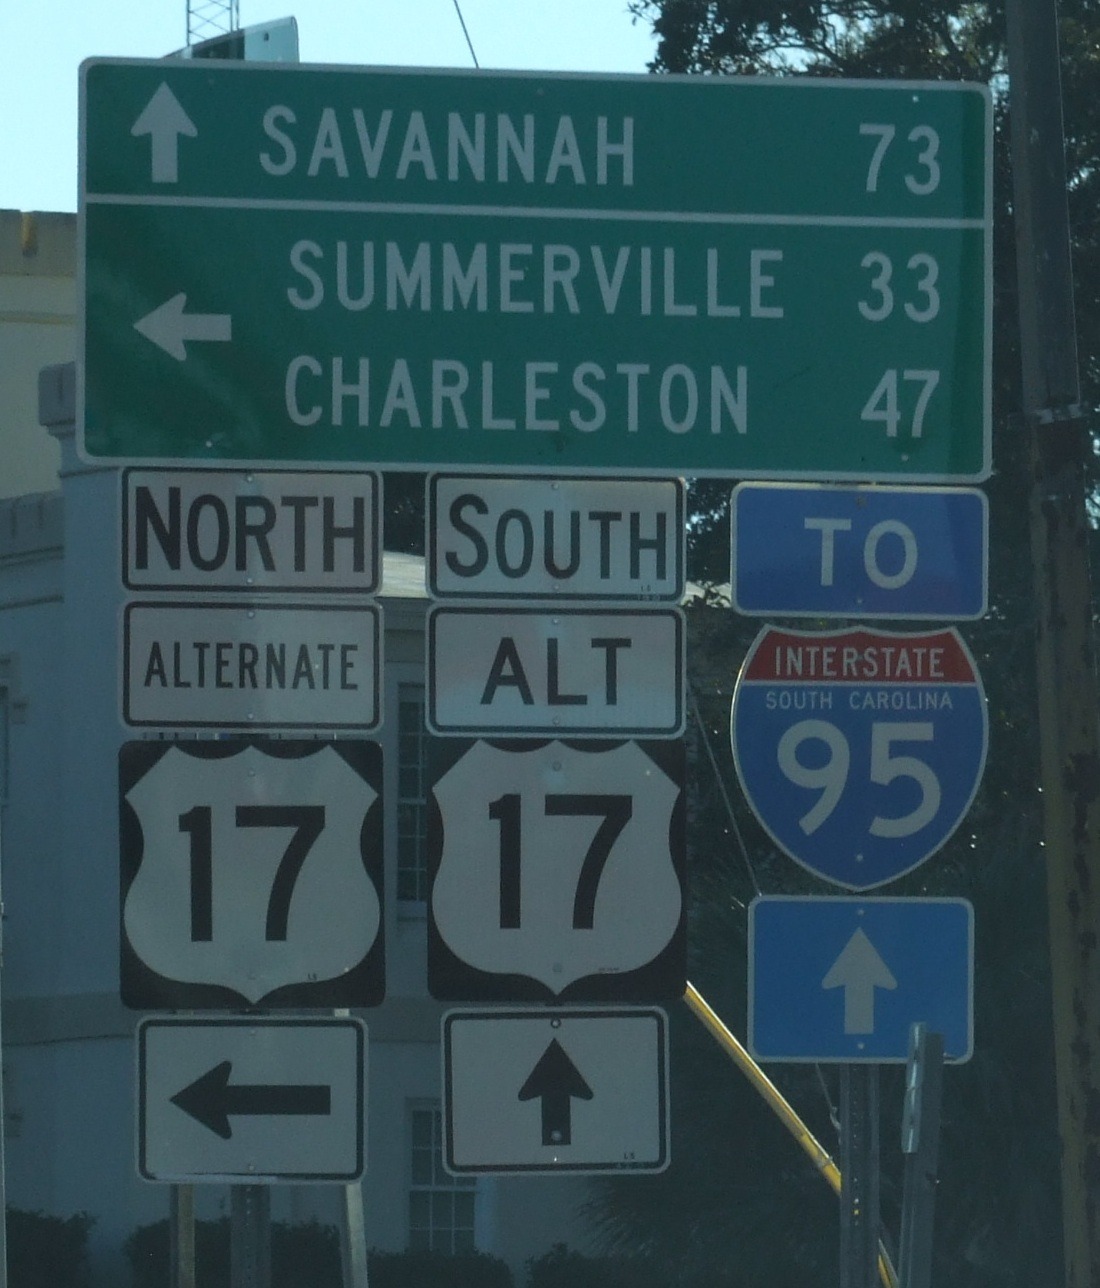 SAVANNAH 73
SUMMERVILLE 33
CHARLESTON 47
NORTH
ALTERNATE
17
SOUTH
ALT
17
TO
INTERSTATE
SOUTH CAROLINA
95